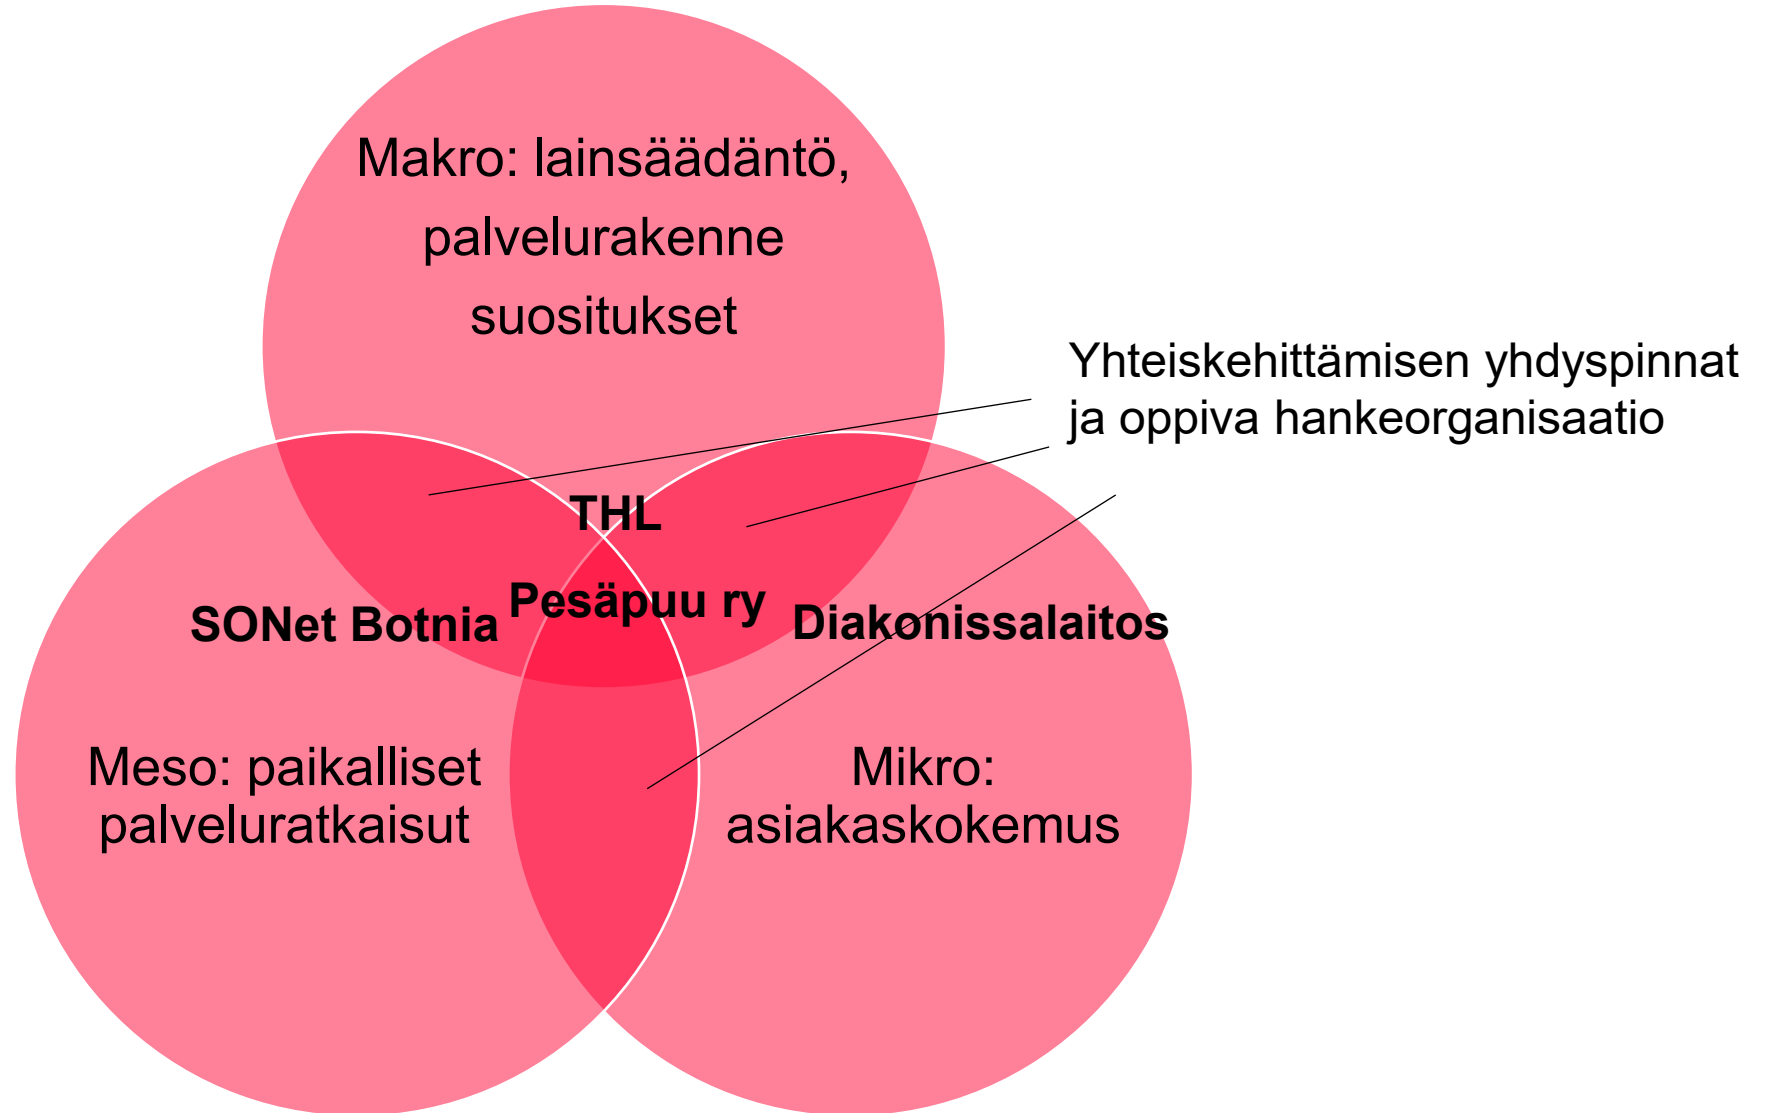 Makro: lainsäädäntö,
palvelurakenne
suositukset
Yhteiskehittämisen yhdyspinnat
ja oppiva hankeorganisaatio
THL
Pesäpuu ry
SONet Botnia
Diakonissalaitos
Meso: paikalliset
palveluratkaisut
Mikro:
asiakaskokemus